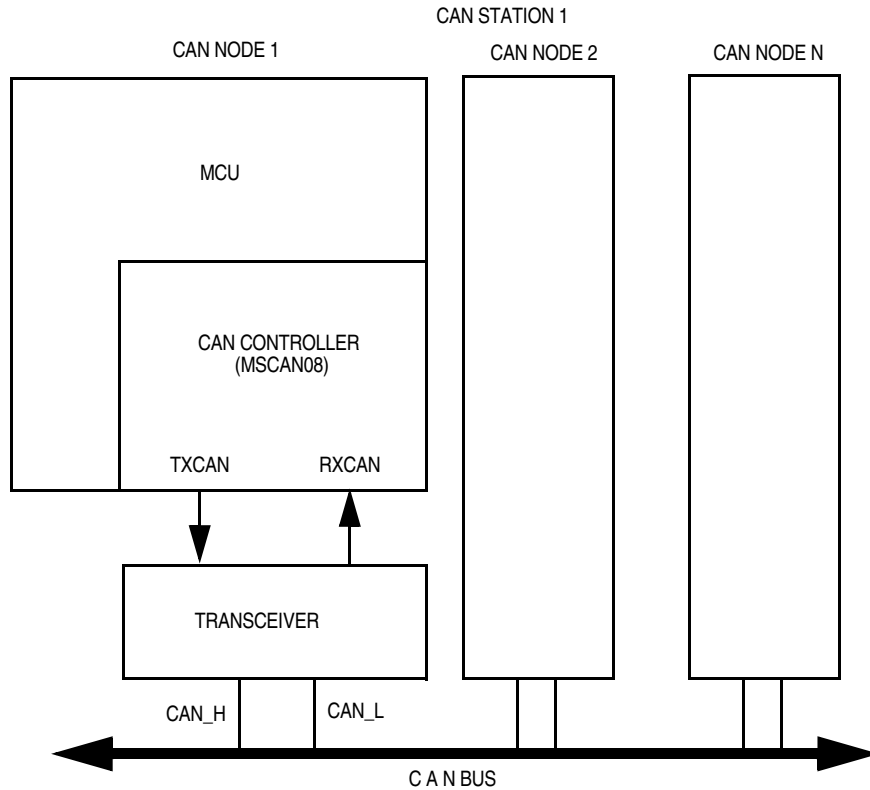 CAN STATION 1
CAN NODE 1
CAN NODE 2
CAN NODE N
MCU
CAN CONTROLLER
(MSCAN08)
TXCAN
RXCAN
TRANSCEIVER
CAN_H
CAN_L
C A N BUS